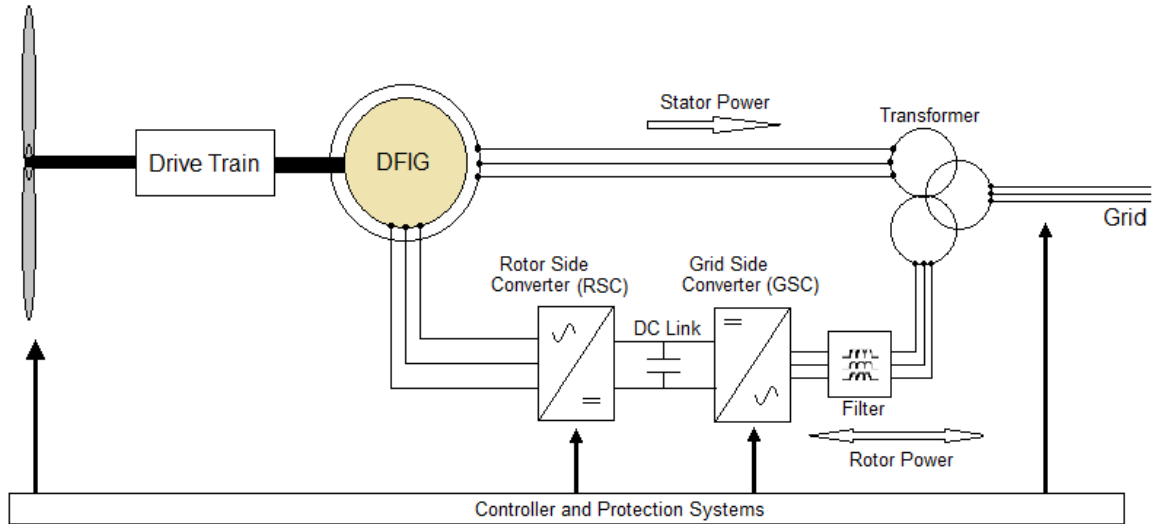 Stator Power
Transformer
Drive Train
DFIG
Grid
Rotor Side
Converter (RSC)
Grid Side
Converter (GSC)
DC Link
Filter
Rotor Power
Controller and Protection Systems